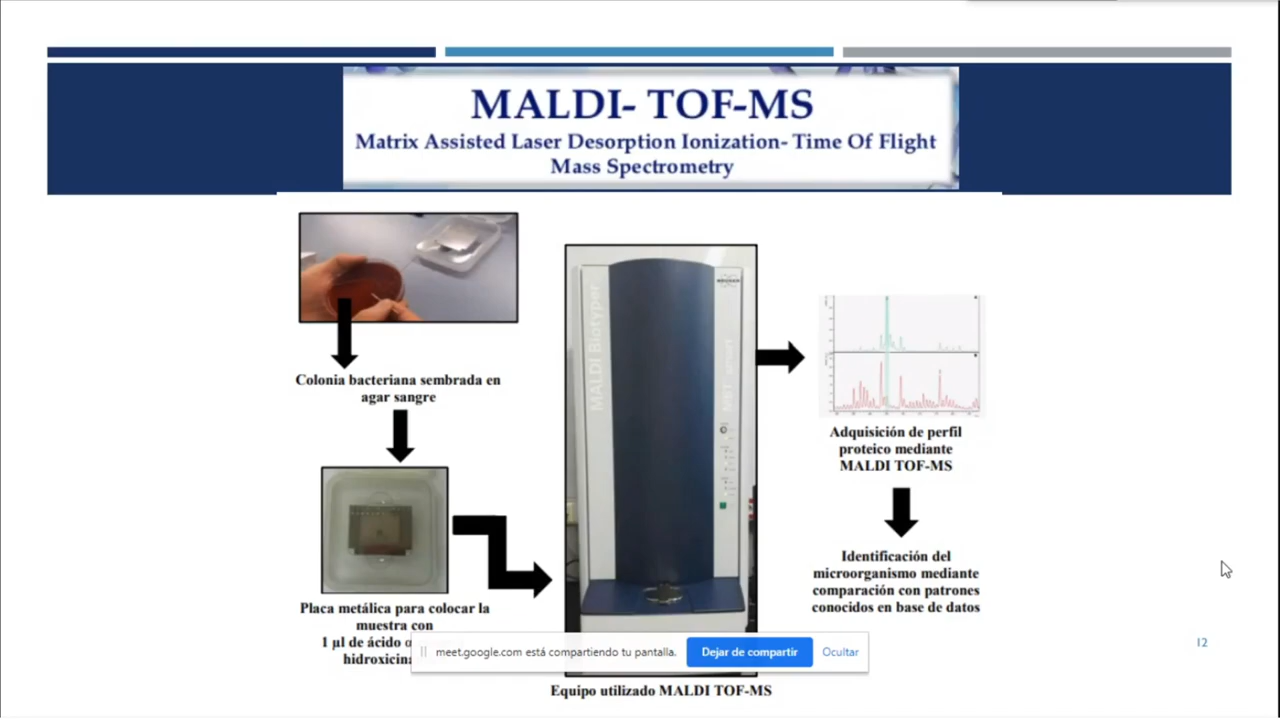 MALDI- TOF-MS
Matrix Assisted Laser Desorption Ionization- Time Of Flight
Mass Spectrometry
Colonia bacteriana sembrada en
agar sangre
Placa metálica para colocar la
muestra con
1 µl de ácido
MALDI Biotyper
BRUKER
MBT smart
Equipo utilizado MALDI TOF-MS
Adquisición de perfil
proteico mediante
MALDI TOF-MS
Identificación del
microorganismo mediante
comparación con patrones
conocidos en base de datos
meet.google.com está compartiendo tu pantalla.
Dejar de compartir
Ocultar
12